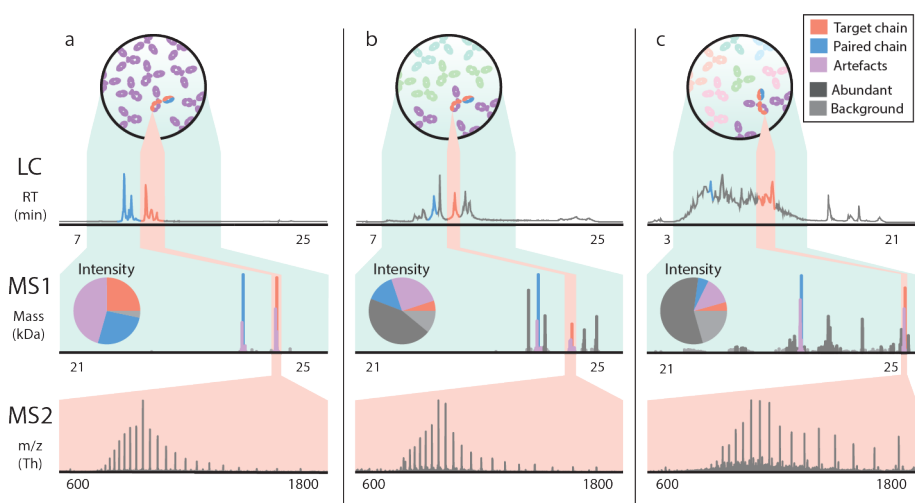 a
b
c
Target chain
Paired chain
Artefacts
Abundant
Background
LC
RT
(min)
7
25
7
25
3
21
MS1
Mass
(kDa)
Intensity
Intensity
Intensity
21
25
21
25
21
25
MS2
m/z
(Th)
600
1800
600
1800
600
1800